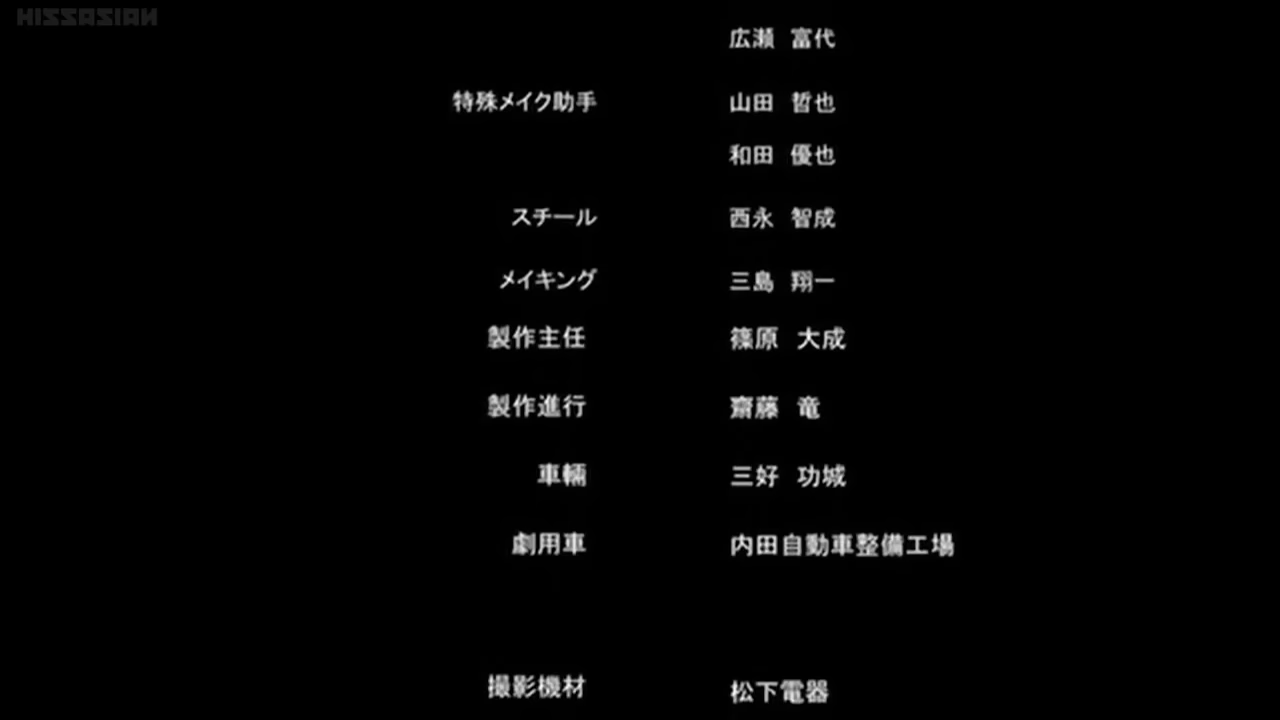 HISSASIAN
広瀬 富代
特殊メイク助手 山田 哲也
和田 優也
スチール 西永 智成
メイキング 三島 翔一
製作主任 篠原 大成
製作進行 齋藤 竜
車輛 三好 功城
劇用車 内田自動車整備工場
撮影機材 松下電器